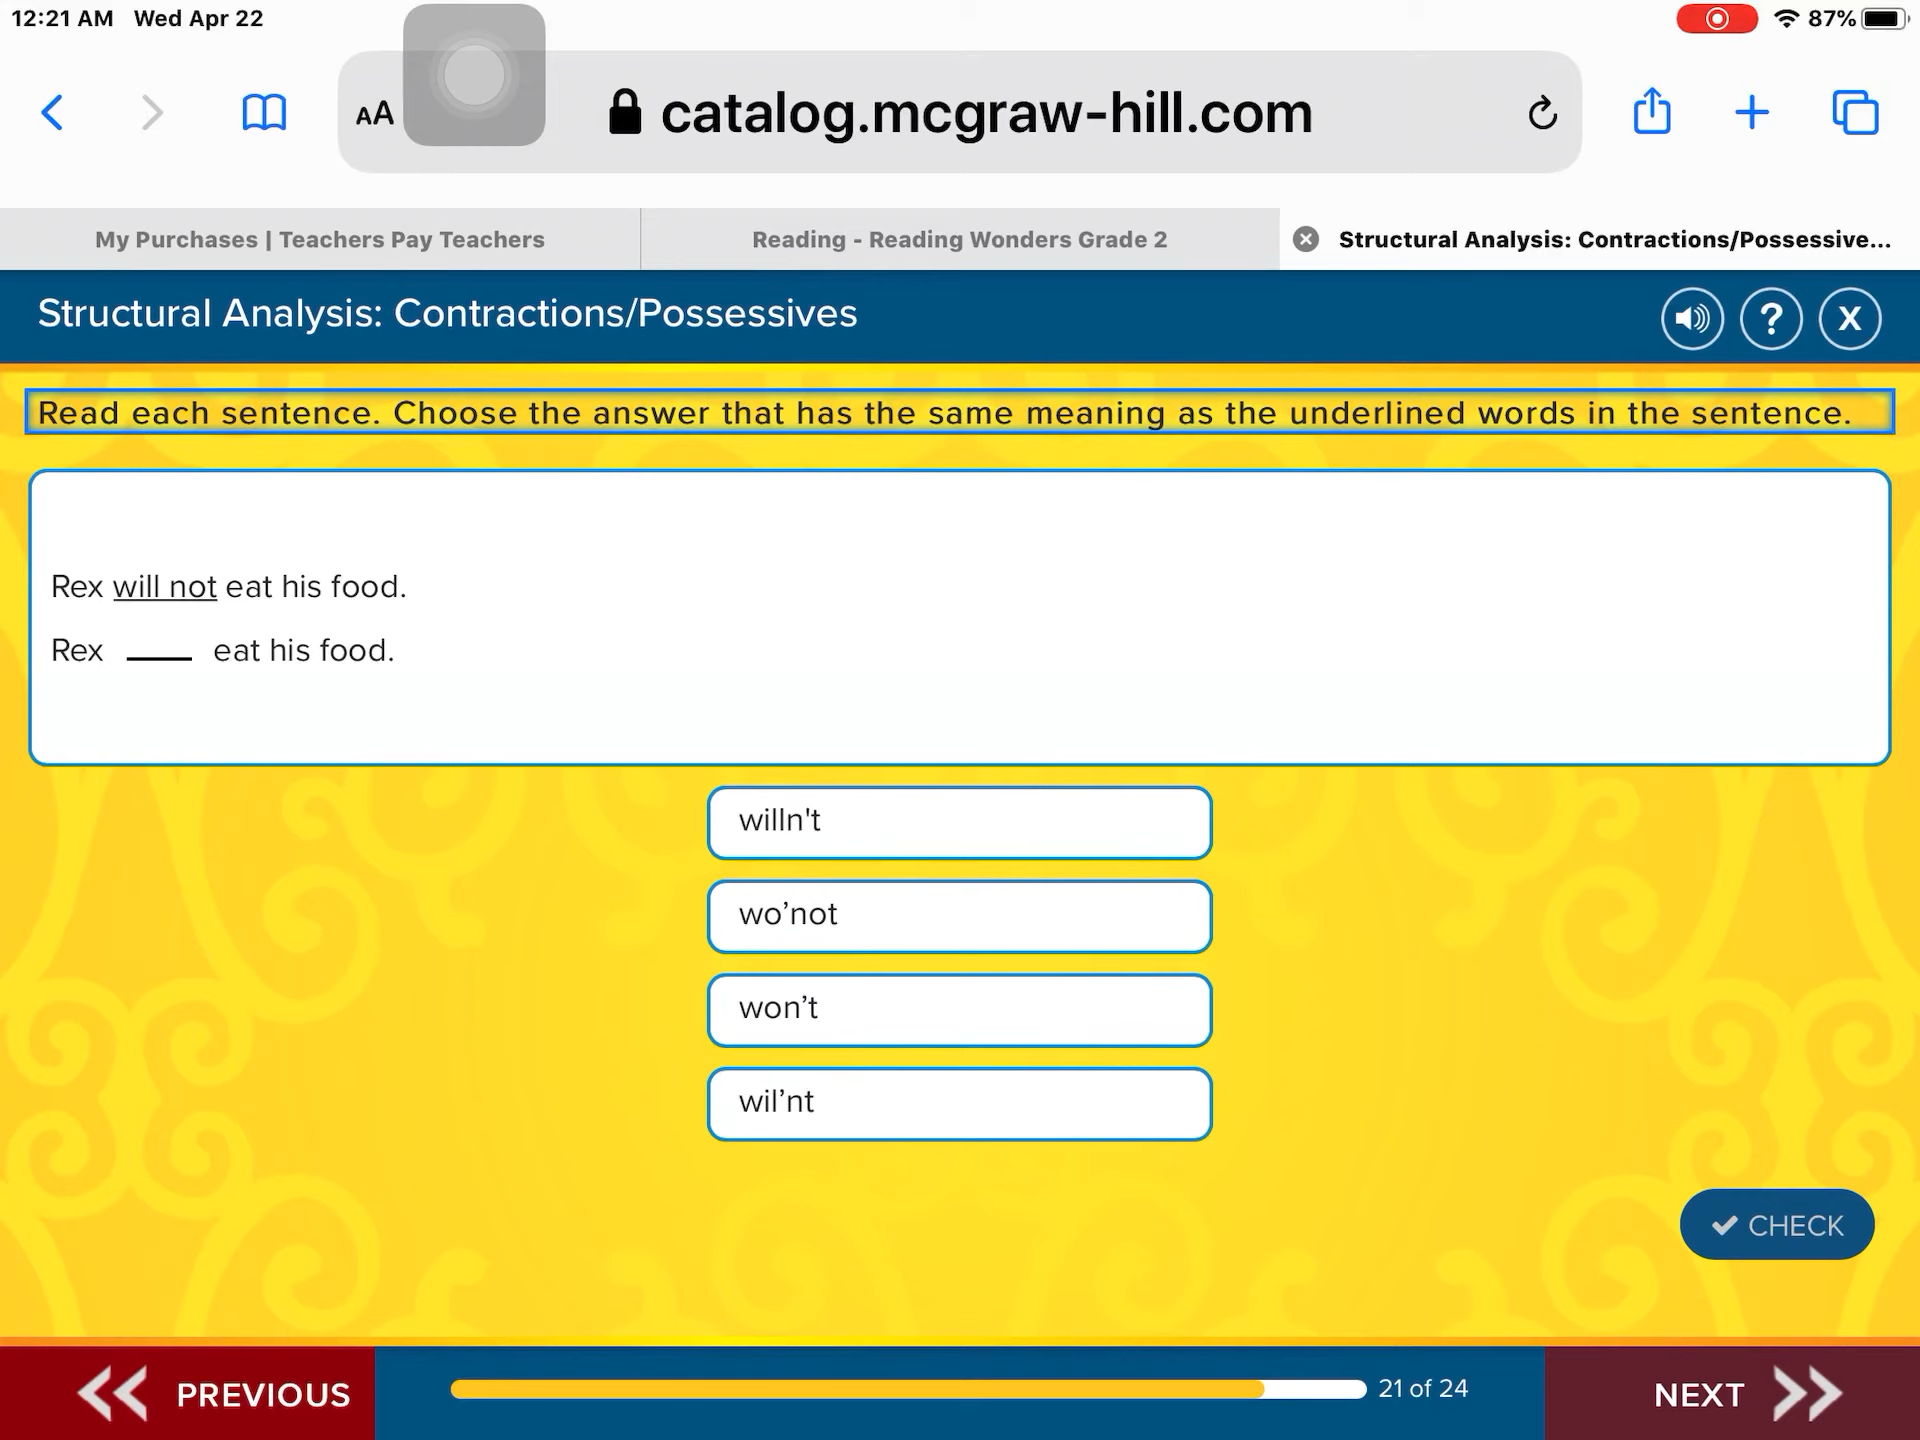 12:21 AM Wed Apr 22 87%
AA catalog.mcgraw-hill.com
My Purchases | Teachers Pay Teachers Reading - Reading Wonders Grade 2 Structural Analysis: Contractions/Possessive...
Structural Analysis: Contractions/Possessives ? X
Read each sentence. Choose the answer that has the same meaning as the underlined words in the sentence.
Rex will not eat his food.
Rex ____ eat his food.
willn't
wo’not
won’t
wil’nt
CHECK
PREVIOUS 21 of 24 NEXT